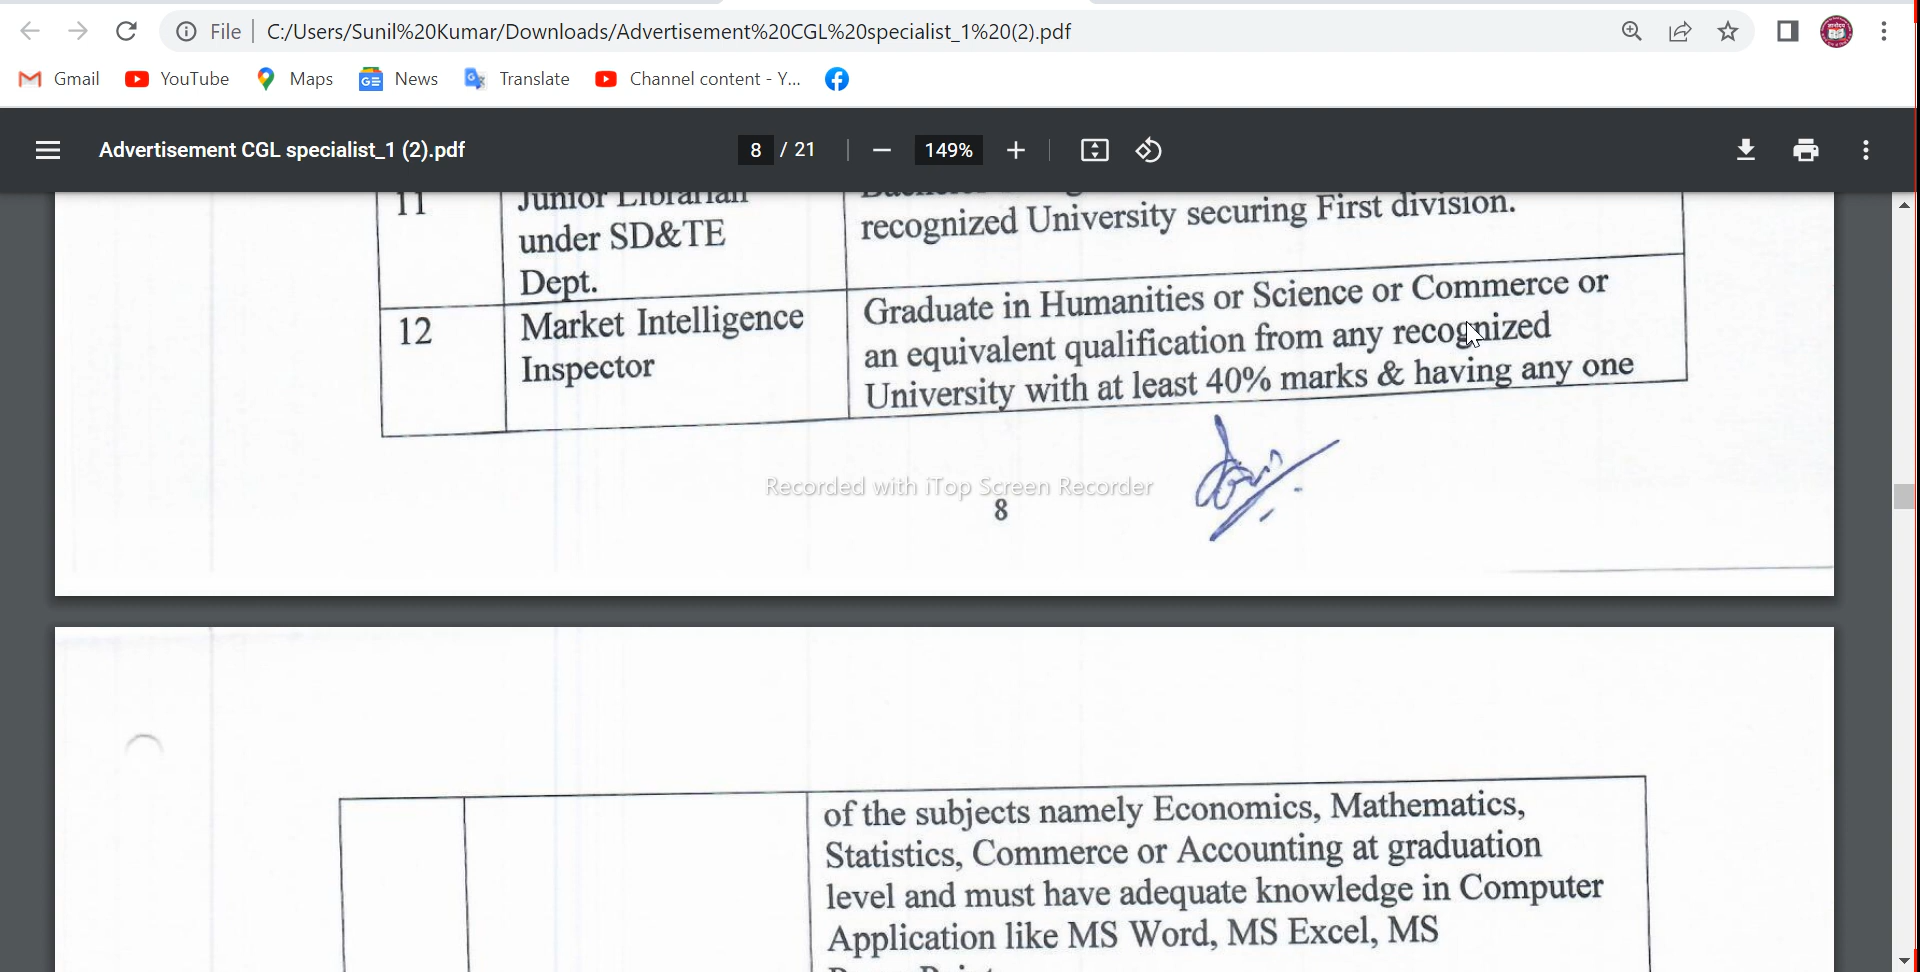 File C:/Users/Sunil%20Kumar/Downloads/Advertisement%20CGL%20specialist_1%20(2).pdf
Gmail YouTube Maps News Translate Channel content - Y...
Advertisement CGL specialist_1 (2).pdf 8 / 21 149%
11 Junior Librarian
recognized University securing First division.
under SD&TE
Dept.
12 Market Intelligence Inspector
Graduate in Humanities or Science or Commerce or
an equivalent qualification from any recognized
University with at least 40% marks & having any one
Recorded with iTop Screen Recorder
8
of the subjects namely Economics, Mathematics,
Statistics, Commerce or Accounting at graduation
level and must have adequate knowledge in Computer
Application like MS Word, MS Excel, MS